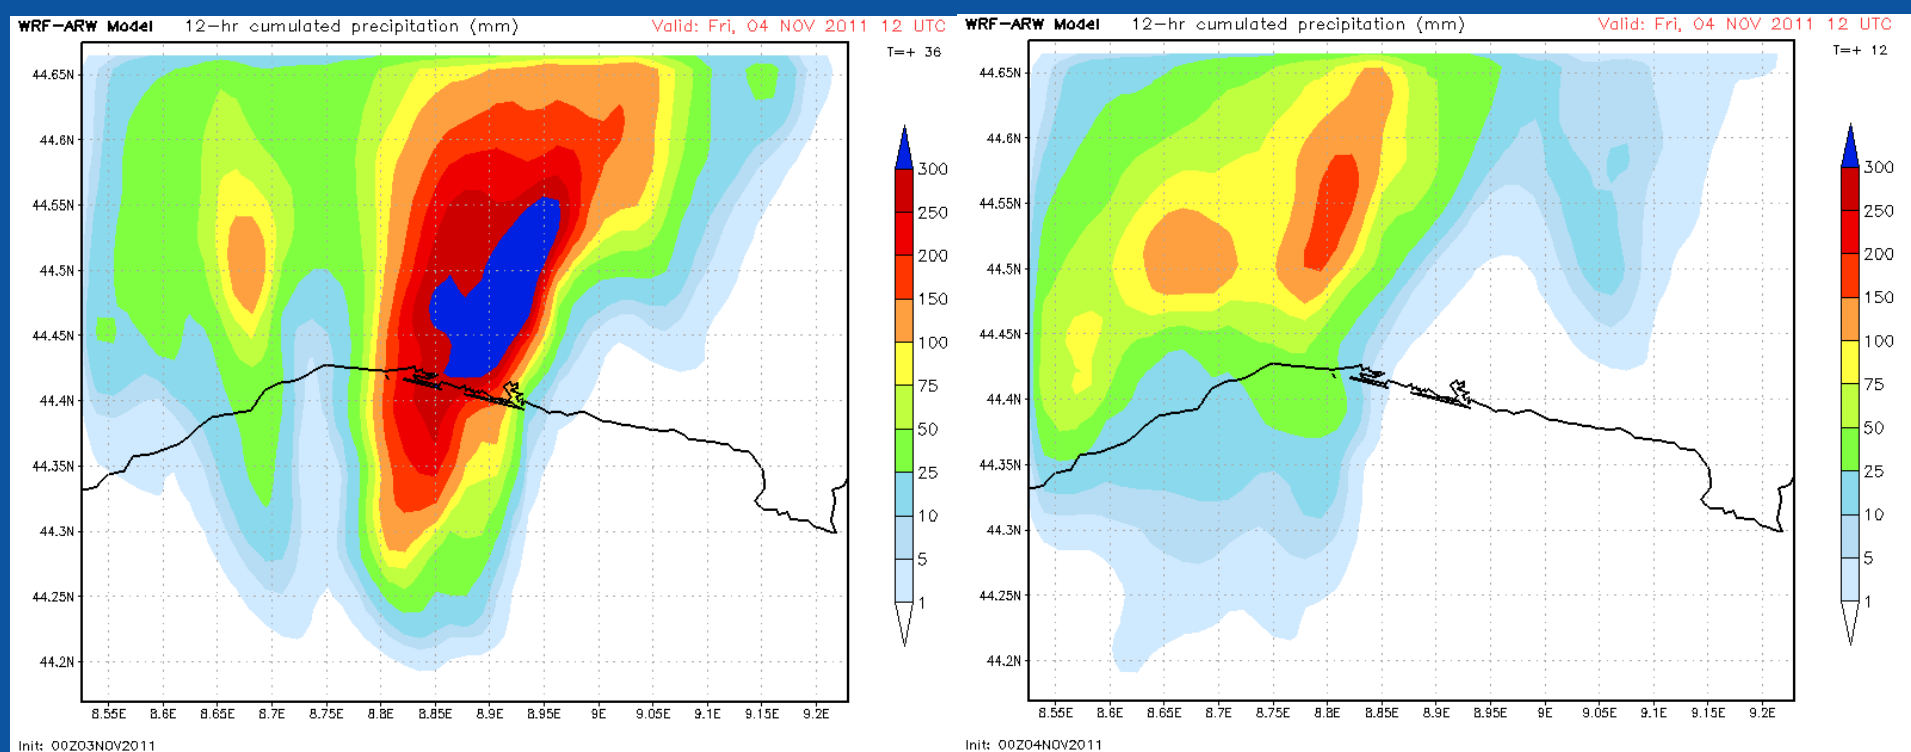 WRF-ARW Model 12-hr cumulated precipitation (mm) Valid: Fri, 04 NOV 2011 12 UTC
T=+ 36
44.65N
44.6N
44.55N
44.5N
44.45N
44.4N
44.35N
44.3N
44.25N
44.2N
8.55E 8.6E 8.65E 8.7E 8.75E 8.8E 8.85E 8.9E 8.95E 9E 9.05E 9.1E 9.15E 9.2E
300
250
200
150
100
75
50
25
10
5
1
Init: 00Z03NOV2011
WRF-ARW Model 12-hr cumulated precipitation (mm) Valid: Fri, 04 NOV 2011 12 UTC
T=+ 12
44.65N
44.6N
44.55N
44.5N
44.45N
44.4N
44.35N
44.3N
44.25N
44.2N
8.55E 8.6E 8.65E 8.7E 8.75E 8.8E 8.85E 8.9E 8.95E 9E 9.05E 9.1E 9.15E 9.2E
300
250
200
150
100
75
50
25
10
5
1
Init: 00Z04NOV2011